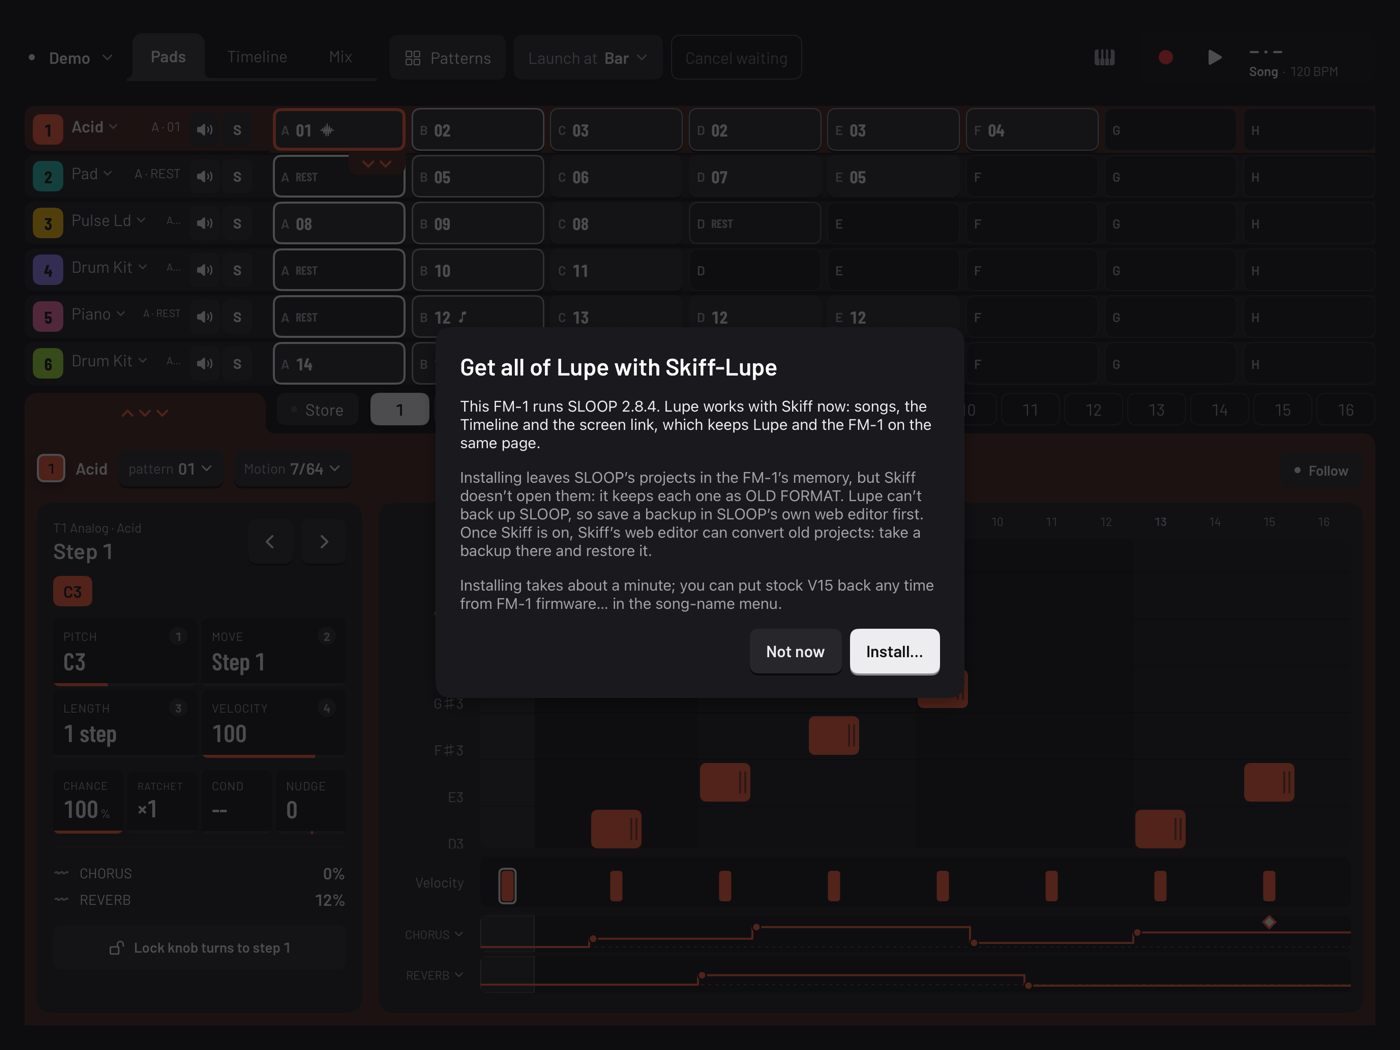 Demo
Pads
Timeline
Mix
Patterns
Launch at Bar
Cancel waiting
Song · 120 BPM
1 Acid A · 01 S A 01 B 02 C 03 D 02 E 03 F 04 G H
2 Pad A · REST S A REST B 05 C 06 D 07 E 05 F G H
3 Pulse Ld A... S A 08 B 09 C 08 D REST E F G H
4 Drum Kit A... S A REST B 10 C 11 D E F G H
5 Piano A · REST S A REST B 12 C 13 D 12 E 12 F G H
6 Drum Kit A... S A 14 B F G H
Store 1 11 12 13 14 15 16
Get all of Lupe with Skiff-Lupe
This FM-1 runs SLOOP 2.8.4. Lupe works with Skiff now: songs, the
Timeline and the screen link, which keeps Lupe and the FM-1 on the
same page.
Installing leaves SLOOP's projects in the FM-1's memory, but Skiff
doesn't open them: it keeps each one as OLD FORMAT. Lupe can't
back up SLOOP, so save a backup in SLOOP's own web editor first.
Once Skiff is on, Skiff's web editor can convert old projects: take a
backup there and restore it.
Installing takes about a minute; you can put stock V15 back any time
from FM-1 firmware... in the song-name menu.
Not now
Install...
1 Acid pattern 01 Motion 7/64
Follow
T1 Analog · Acid
Step 1
C3
PITCH 1
C3
MOVE 2
Step 1
LENGTH 3
1 step
VELOCITY 4
100
CHANCE
100%
RATCHET
×1
COND
--
NUDGE
0
CHORUS 0%
REVERB 12%
Lock knob turns to step 1
10 11 12 13 14 15 16
G#3
F#3
E3
D3
Velocity
CHORUS
REVERB